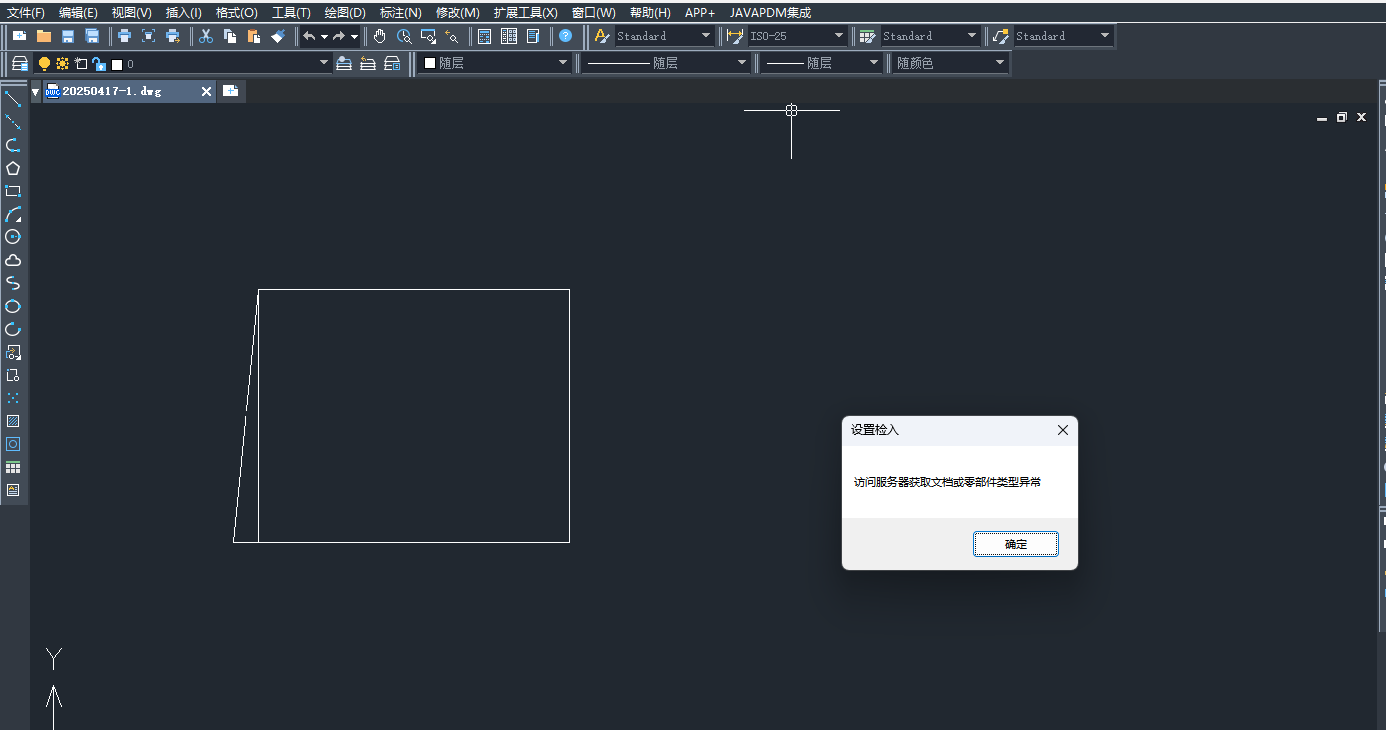 文件(F) 编辑(E) 视图(V) 插入(I) 格式(O) 工具(T) 绘图(D) 标注(N) 修改(M) 扩展工具(X) 窗口(W) 帮助(H) APP+ JAVAPDM集成
Standard ISO-25 Standard Standard
0 随层 随层 随层 随颜色
DWG 20250417-1.dwg
设置检入
访问服务器获取文档或零部件类型异常
确定
Y